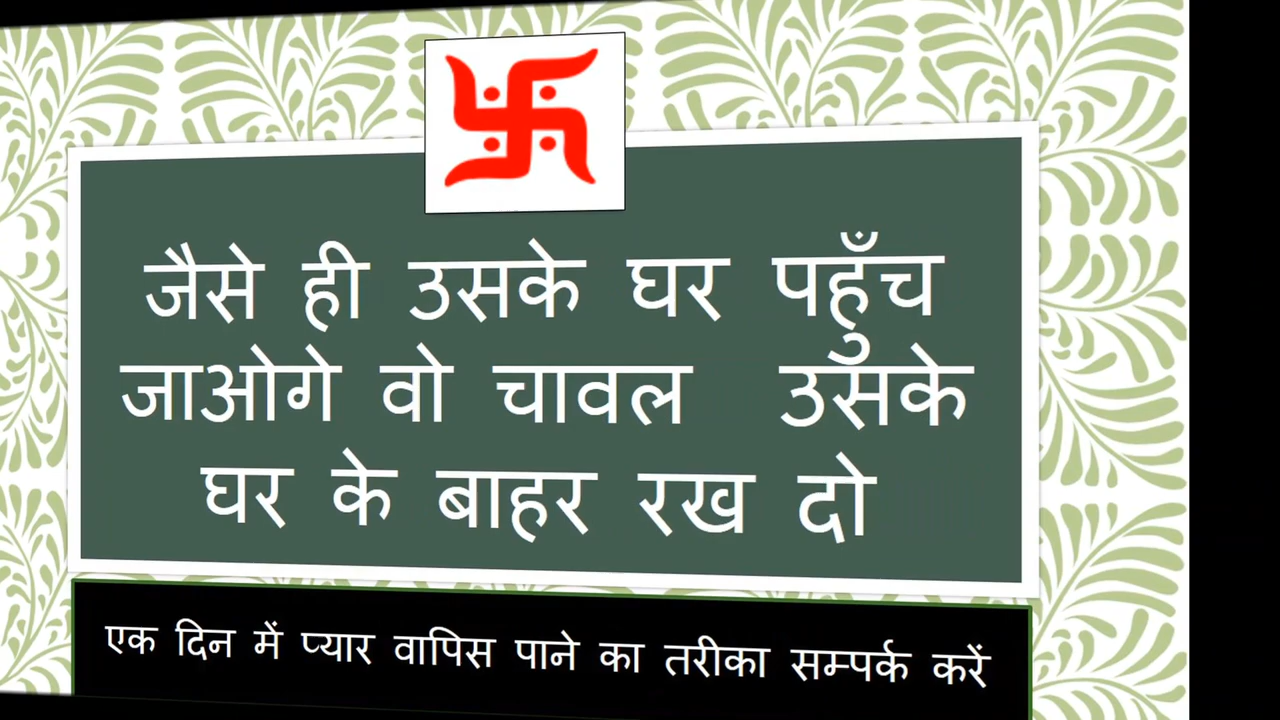 जैसे ही उसके घर पहुँच
जाओगे वो चावल उसके
घर के बाहर रख दो
एक दिन में प्यार वापिस पाने का तरीका सम्पर्क करें